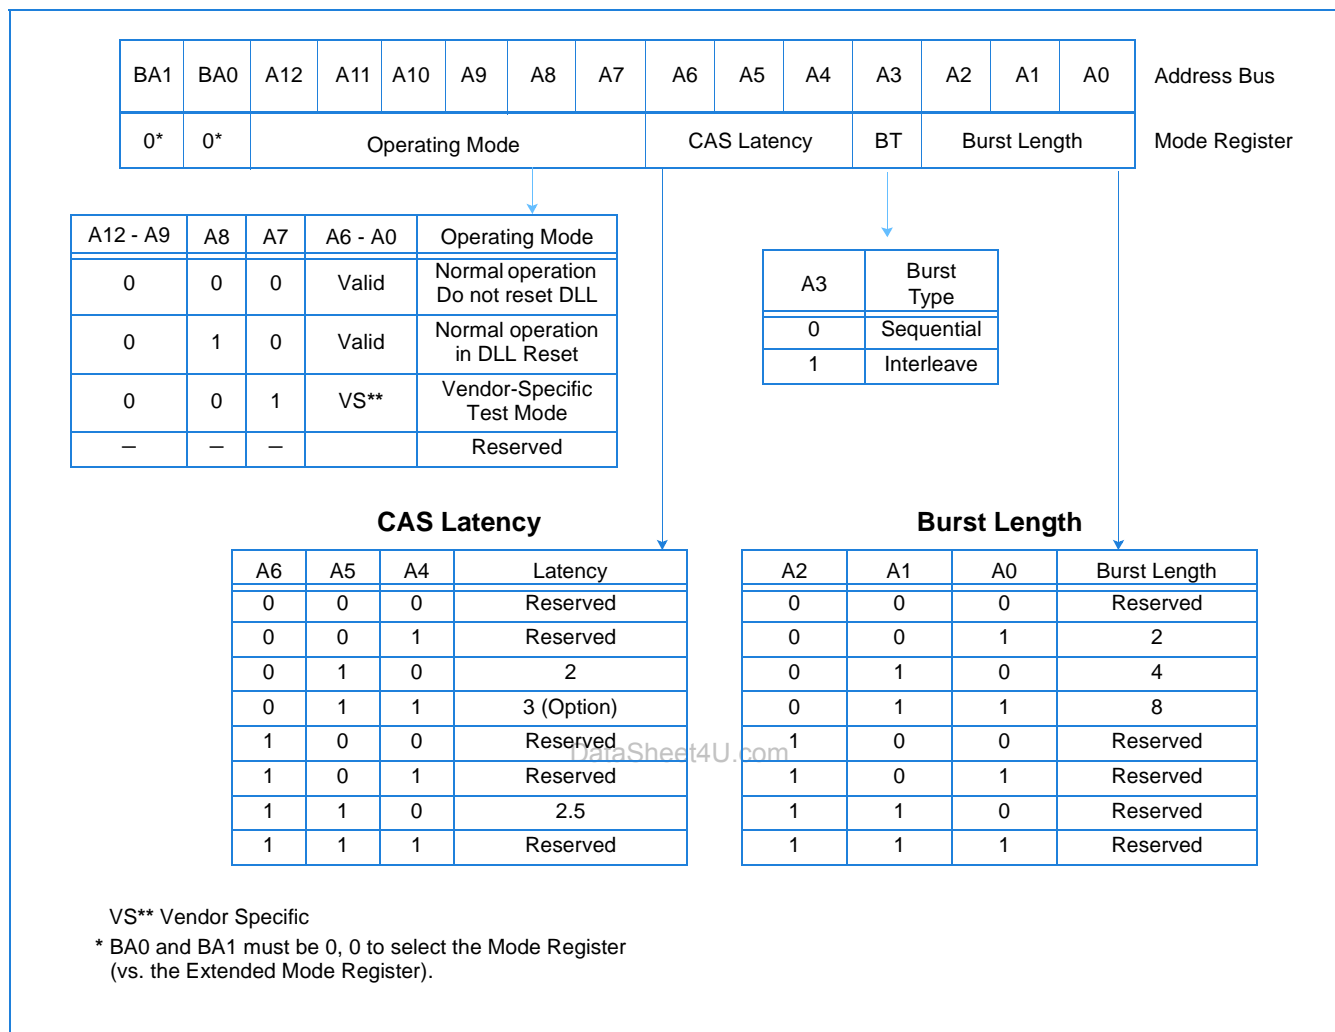 BA1 BA0 A12 A11 A10 A9 A8 A7 A6 A5 A4 A3 A2 A1 A0 Address Bus
0* 0* Operating Mode CAS Latency BT Burst Length Mode Register
A12 - A9 A8 A7 A6 - A0 Operating Mode
0 0 0 Valid Normal operation
Do not reset DLL
0 1 0 Valid Normal operation
in DLL Reset
0 0 1 VS** Vendor-Specific
Test Mode
— — — Reserved
A3 Burst
Type
0 Sequential
1 Interleave
CAS Latency
A6 A5 A4 Latency
0 0 0 Reserved
0 0 1 Reserved
0 1 0 2
0 1 1 3 (Option)
1 0 0 Reserved
1 0 1 Reserved
1 1 0 2.5
1 1 1 Reserved
Burst Length
A2 A1 A0 Burst Length
0 0 0 Reserved
0 0 1 2
0 1 0 4
0 1 1 8
1 0 0 Reserved
1 0 1 Reserved
1 1 0 Reserved
1 1 1 Reserved
DataSheet4U.com
VS** Vendor Specific
* BA0 and BA1 must be 0, 0 to select the Mode Register
(vs. the Extended Mode Register).